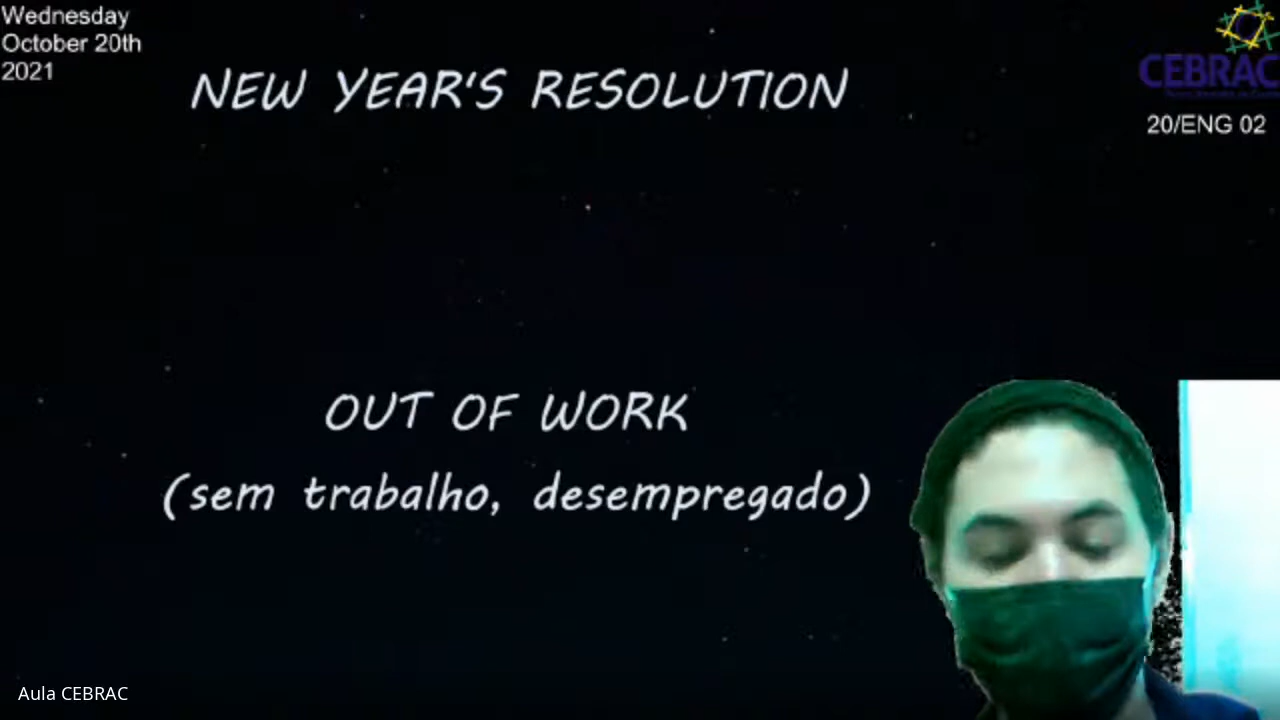 Wednesday
October 20th
2021
NEW YEAR'S RESOLUTION
CEBRAC
20/ENG 02
OUT OF WORK
(sem trabalho, desempregado)
Aula CEBRAC